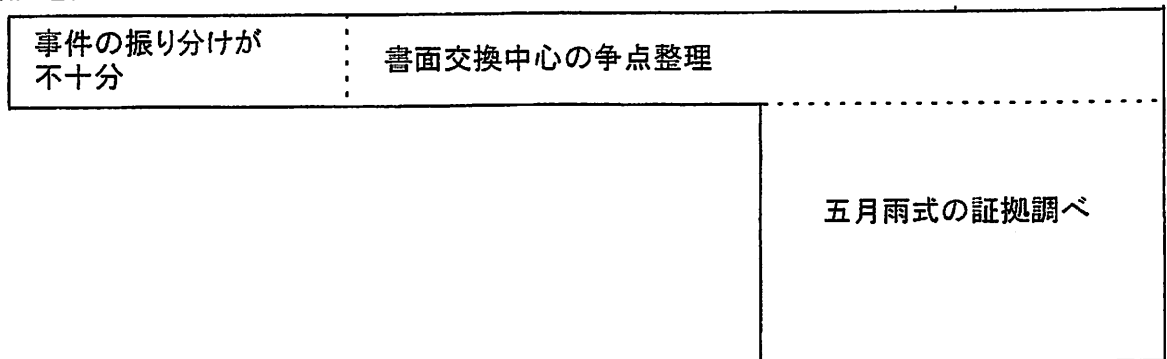 事件の振り分けが
不十分
書面交換中心の争点整理
五月雨式の証拠調べ